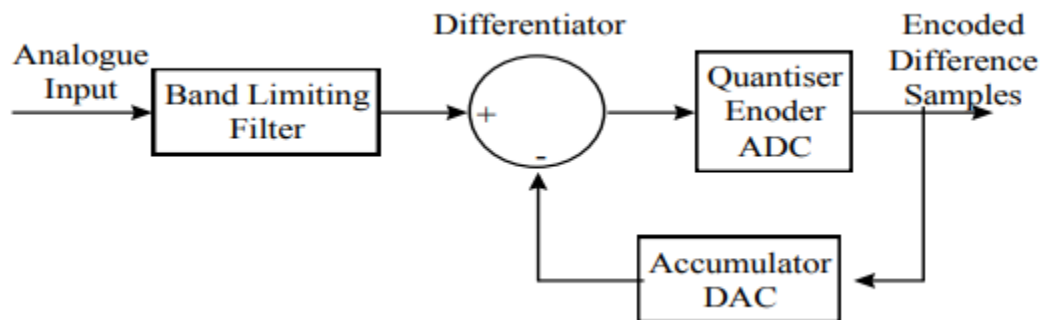 Differentiator
Analogue
Input
Band Limiting
Filter
+
-
Quantiser
Enoder
ADC
Encoded
Difference
Samples
Accumulator
DAC